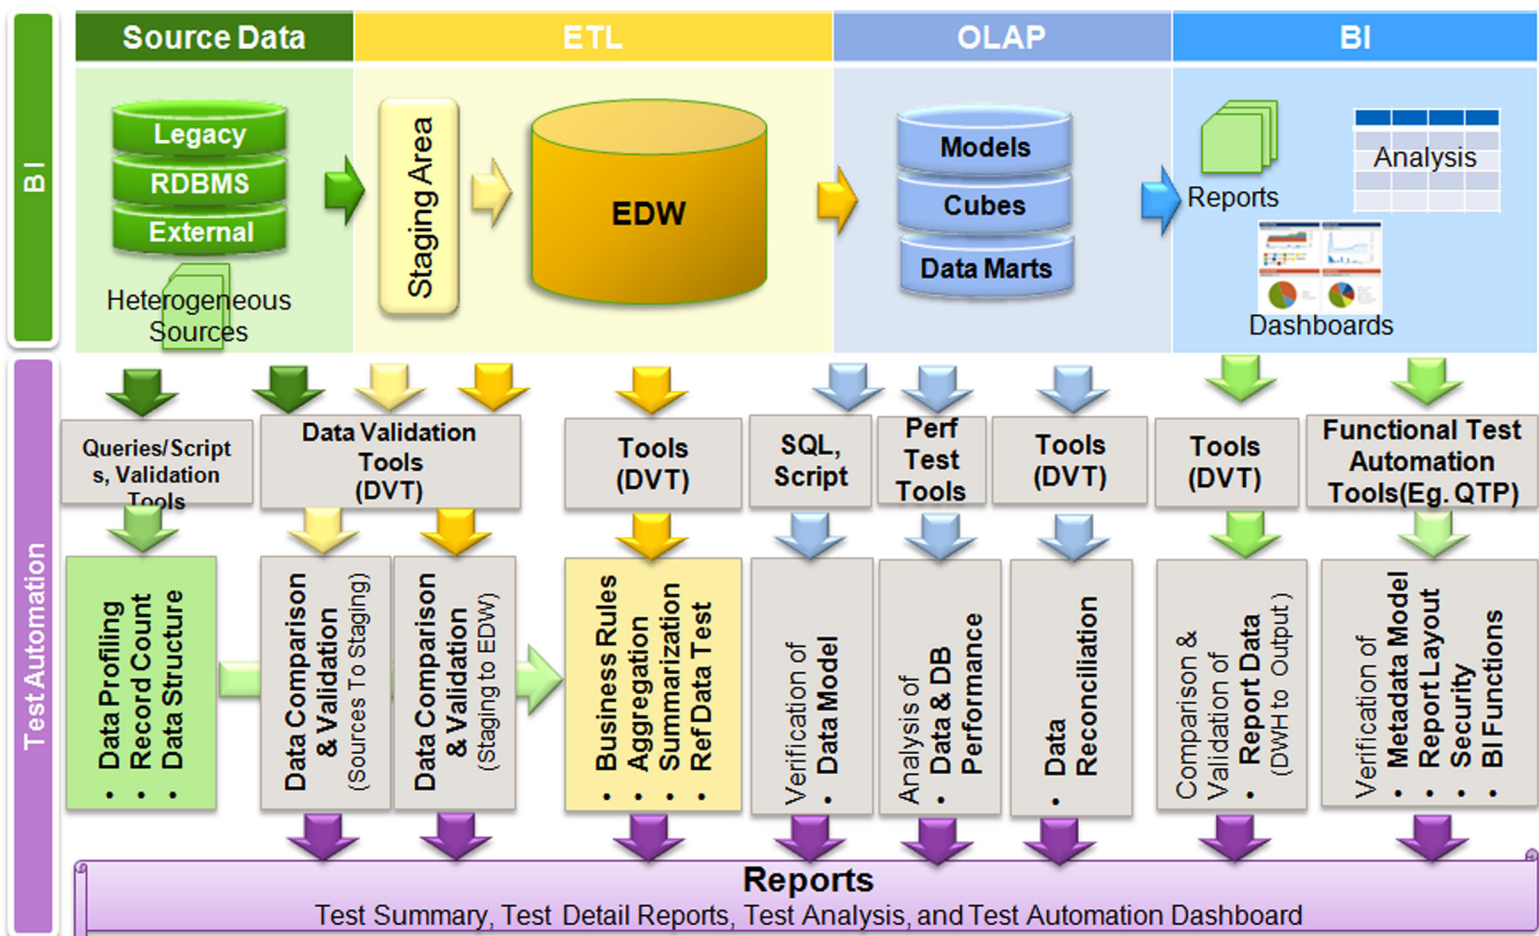 Source Data
ETL
OLAP
BI
BI
Legacy
RDBMS
External
Heterogeneous
Sources
Staging Area
EDW
Models
Cubes
Data Marts
Reports
Analysis
Dashboards
Test Automation
Queries/Script
s, Validation
Tools
Data Validation
Tools
(DVT)
Tools
(DVT)
SQL,
Script
Perf
Test
Tools
Tools
(DVT)
Tools
(DVT)
Functional Test
Automation
Tools(Eg. QTP)
• Data Profiling
• Record Count
• Data Structure
Data Comparison
& Validation
(Sources To Staging)
Data Comparison
& Validation
(Staging to EDW)
• Business Rules
• Aggregation
• Summarization
• Ref Data Test
Verification of
• Data Model
Analysis of
• Data & DB
Performance
• Data
Reconciliation
Comparison &
Validation of
• Report Data
(DWH to Output )
Verification of
• Metadata Model
• Report Layout
• Security
• BI Functions
Reports
Test Summary, Test Detail Reports, Test Analysis, and Test Automation Dashboard